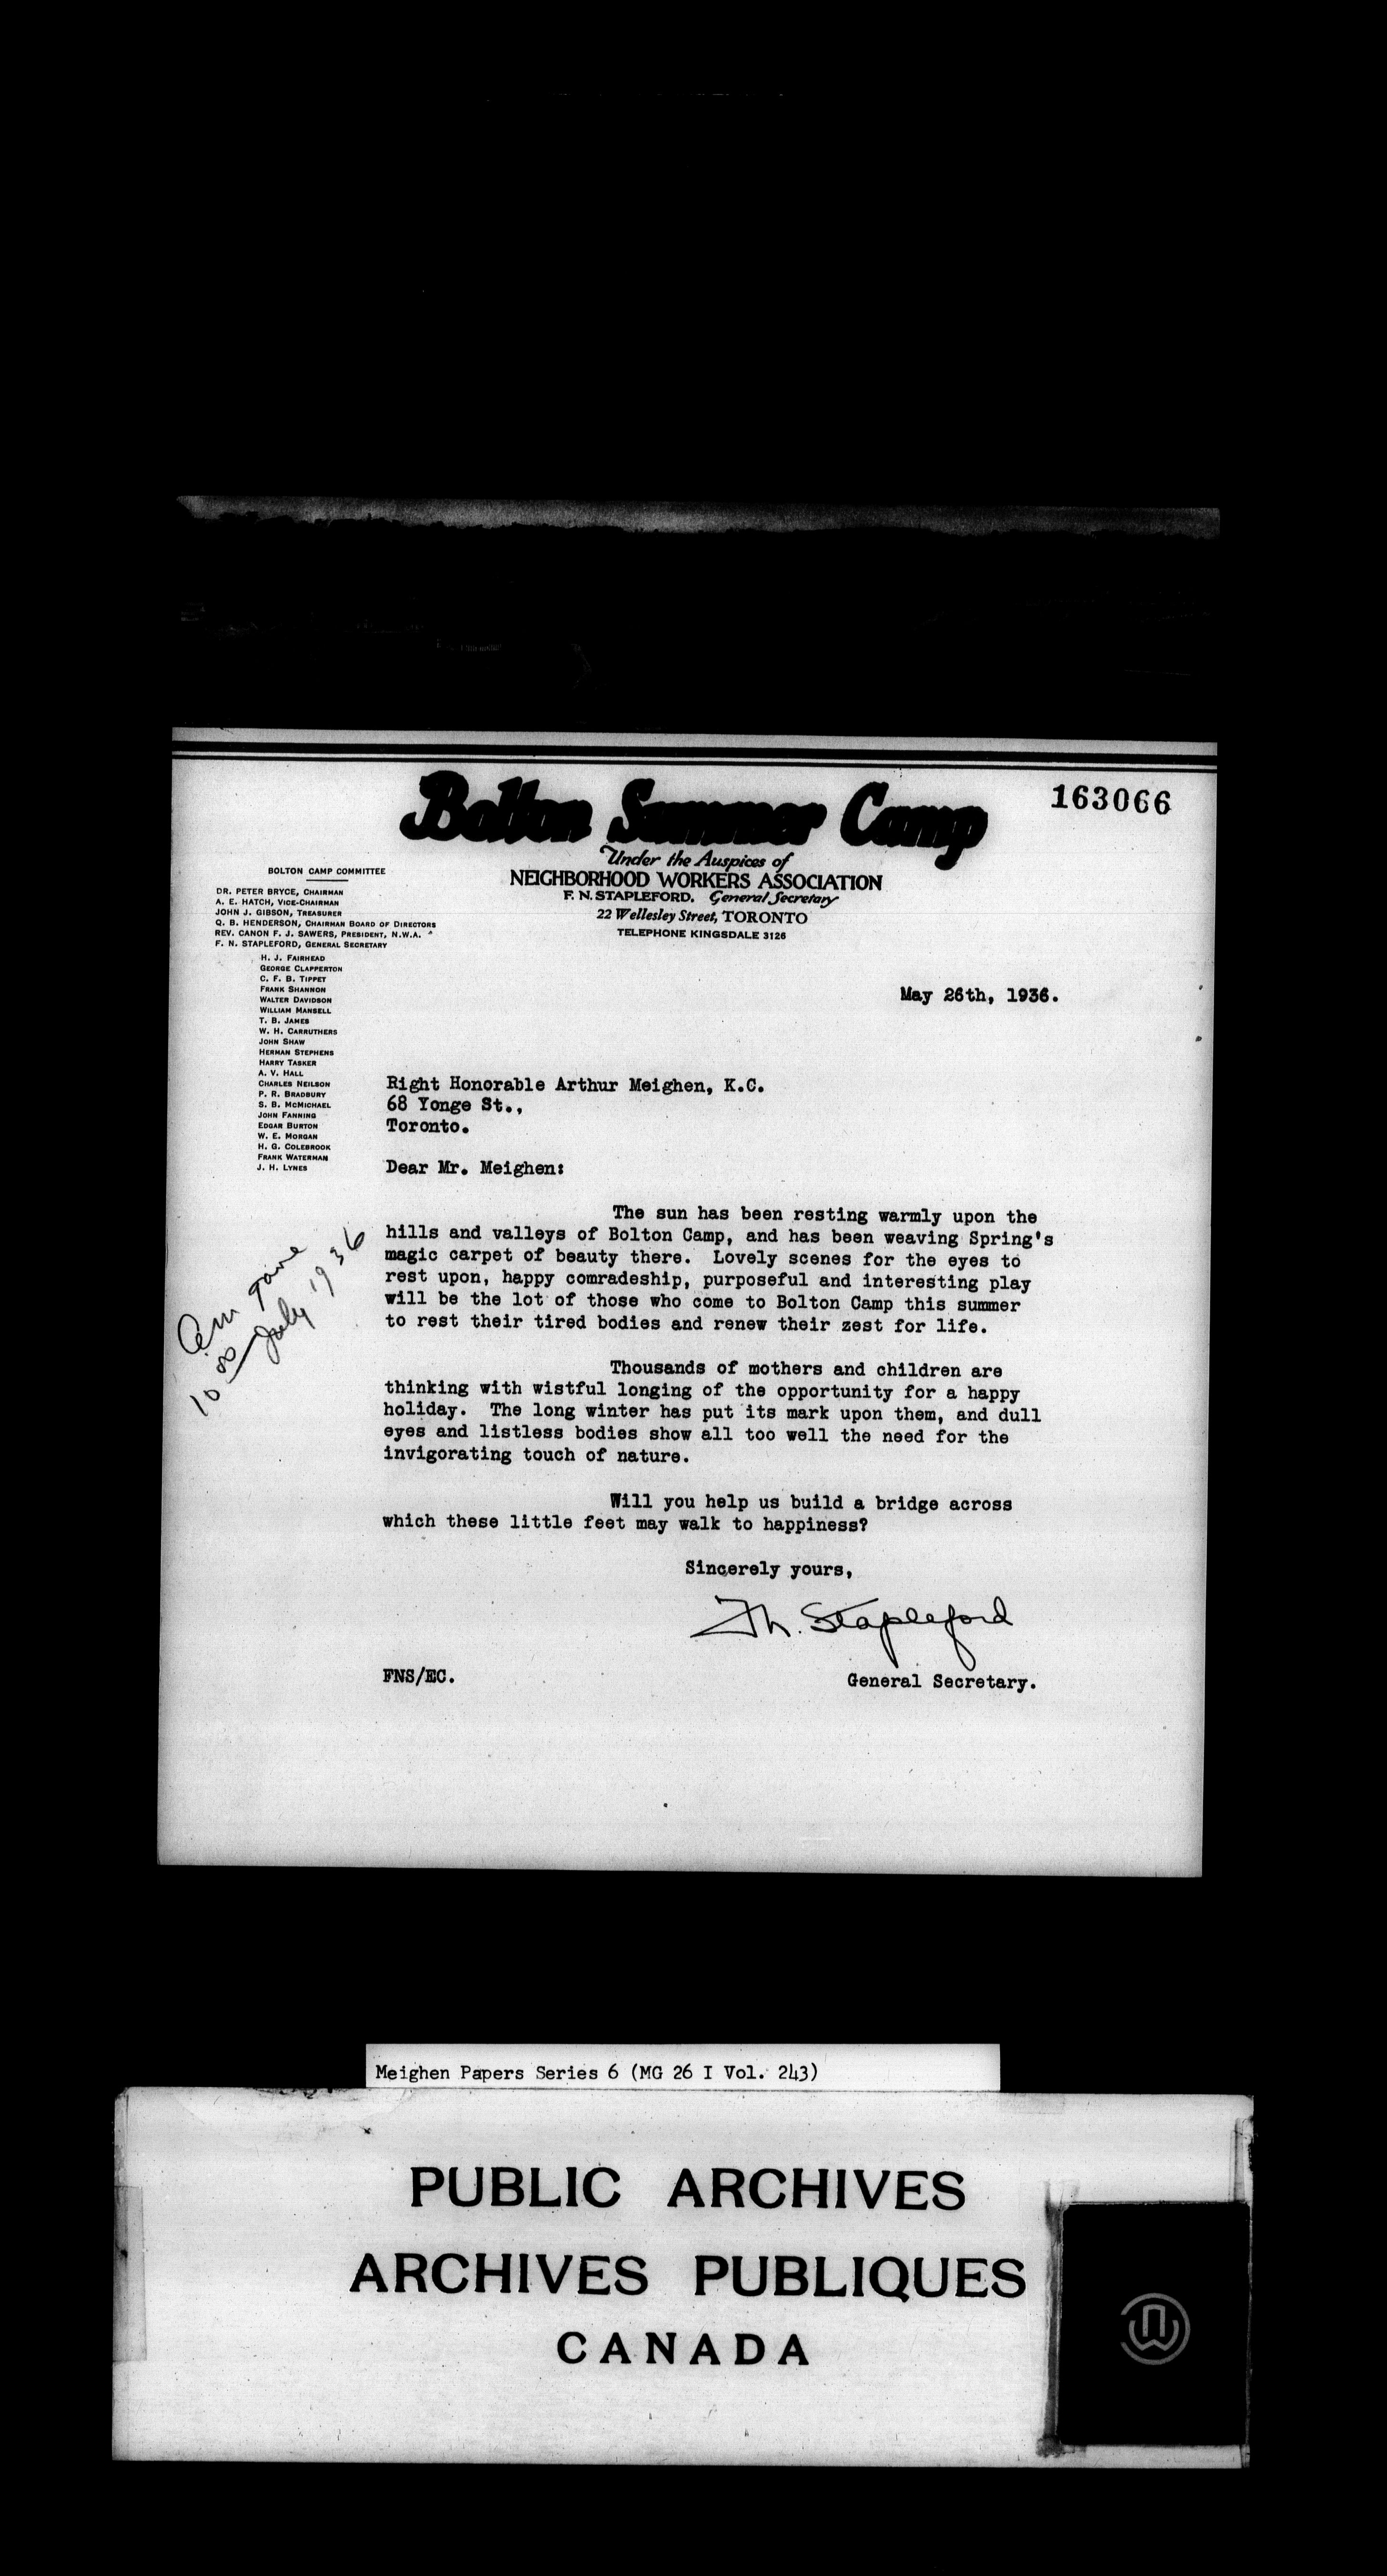 Bolton Summer Camp
163066
Under the Auspices of
NEIGHBORHOOD WORKERS ASSOCIATION
F. N. STAPLEFORD, General Secretary
22 Wellesley Street, TORONTO
TELEPHONE KINGSDALE 3126
BOLTON CAMP COMMITTEE
DR. PETER BRYCE, CHAIRMAN
A. E. HATCH, VICE-CHAIRMAN
JOHN J. GIBSON, TREASURER
Q. B. HENDERSON, CHAIRMAN BOARD OF DIRECTORS
REV. CANON F. J. SAWERS, PRESIDENT, N.W.A.
F. N. STAPLEFORD, GENERAL SECRETARY
H. J. FAIRHEAD
GEORGE CLAPPERTON
C. F. B. TIPPET
FRANK SHANNON
WALTER DAVIDSON
WILLIAM MANSELL
T. B. JAMES
W. H. CARRUTHERS
JOHN SHAW
HERMAN STEPHENS
HARRY TASKER
A. V. HALL
CHARLES NEILSON
P. R. BRADBURY
S. B. MCMICHAEL
JOHN FANNING
EDGAR BURTON
W. E. MORGAN
H. G. COLEBROOK
FRANK WATERMAN
J. H. LYNES
May 26th, 1936.
Right Honorable Arthur Meighen, K.C.
68 Yonge St.,
Toronto.
Dear Mr. Meighen:
The sun has been resting warmly upon the
hills and valleys of Bolton Camp, and has been weaving Spring's
magic carpet of beauty there. Lovely scenes for the eyes to
rest upon, happy comradeship, purposeful and interesting play
will be the lot of those who come to Bolton Camp this summer
to rest their tired bodies and renew their zest for life.
gave
10 00 July 1936
Thousands of mothers and children are
thinking with wistful longing of the opportunity for a happy
holiday. The long winter has put its mark upon them, and dull
eyes and listless bodies show all too well the need for the
invigorating touch of nature.
Will you help us build a bridge across
which these little feet may walk to happiness?
Sincerely yours,
F.N. Stapleford
FNS/EC.
General Secretary.
Meighen Papers Series 6 (MG 26 I Vol. 243)
PUBLIC ARCHIVES
ARCHIVES PUBLIQUES
CANADA